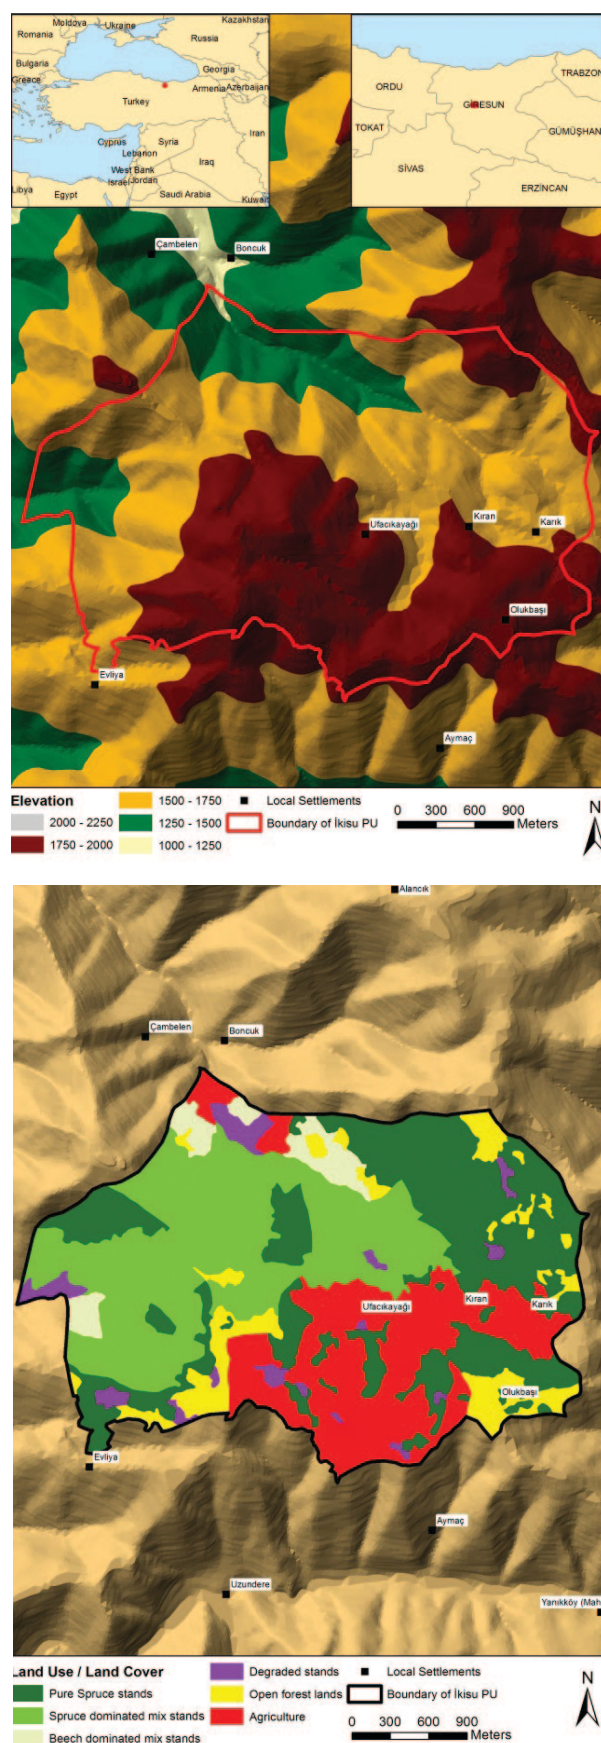 Moldova
Ukraine
Kazakhstan
Romania
Russia
Bulgaria
Georgia
Greece
Armenia
Azerbaijan
Turkey
Cyprus
Syria
Iran
Lebanon
Iraq
West Bank
Israel
Jordan
Libya
Egypt
Saudi Arabia
Kuwait
ORDU
TRABZON
GİRESUN
TOKAT
GÜMÜŞHAN
SİVAS
ERZİNCAN
Çambelen
Boncuk
Ufacıkayağı
Kıran
Karık
Olukbaşı
Evliya
Aymaç
Elevation
2000 - 2250
1750 - 2000
1500 - 1750
1250 - 1500
1000 - 1250
Local Settlements
Boundary of İkisu PU
0 300 600 900
Meters
N
Alancık
Çambelen
Boncuk
Ufacıkayağı
Kıran
Karık
Olukbaşı
Evliya
Aymaç
Uzundere
Yanıkköy (Mah
Land Use / Land Cover
Pure Spruce stands
Spruce dominated mix stands
Beech dominated mix stands
Degraded stands
Open forest lands
Agriculture
Local Settlements
Boundary of İkisu PU
0 300 600 900
Meters
N